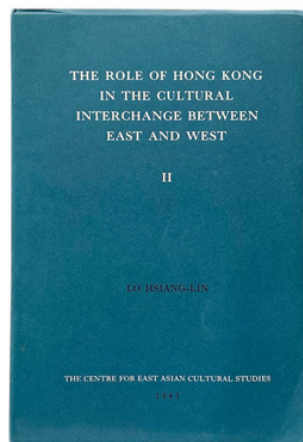 THE ROLE OF HONG KONG
IN THE CULTURAL
INTERCHANGE BETWEEN
EAST AND WEST
II
LO HSIANG-LIN
THE CENTRE FOR EAST ASIAN CULTURAL STUDIES
1963